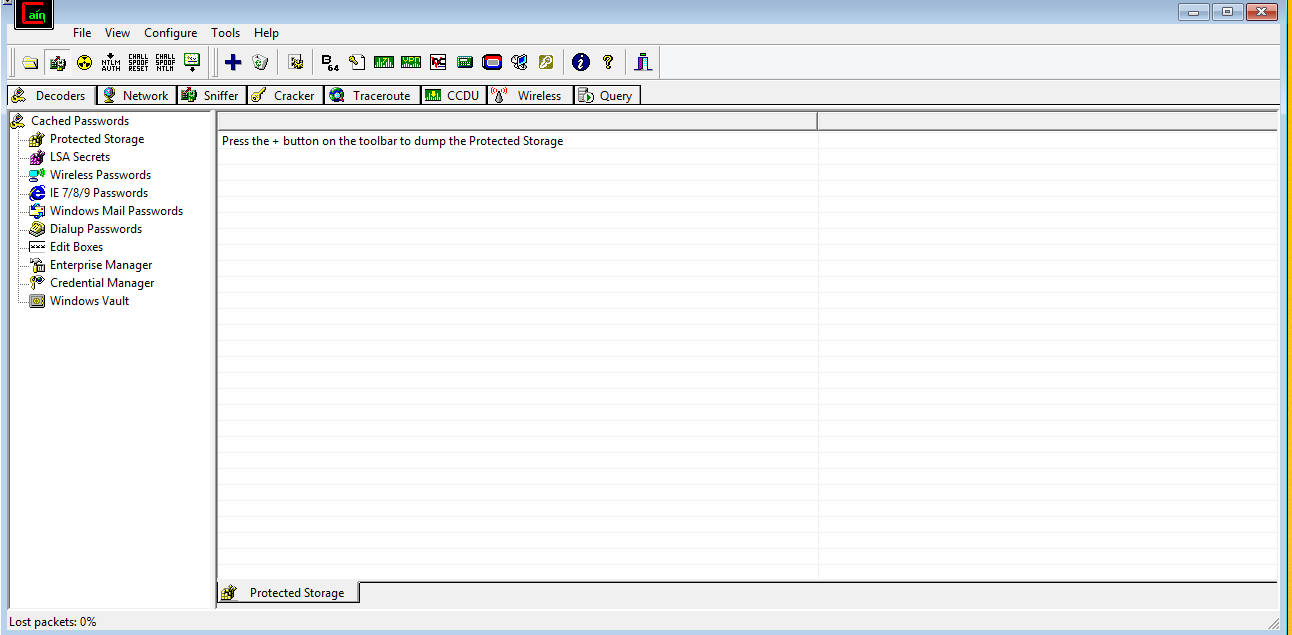 Cain
File View Configure Tools Help
NTLM AUTH CHALL SPOOF RESET CHALL SPOOF NTLM B64
Decoders Network Sniffer Cracker Traceroute CCDU Wireless Query
Cached Passwords
Protected Storage
LSA Secrets
Wireless Passwords
IE 7/8/9 Passwords
Windows Mail Passwords
Dialup Passwords
Edit Boxes
Enterprise Manager
Credential Manager
Windows Vault
Press the + button on the toolbar to dump the Protected Storage
Protected Storage
Lost packets: 0%